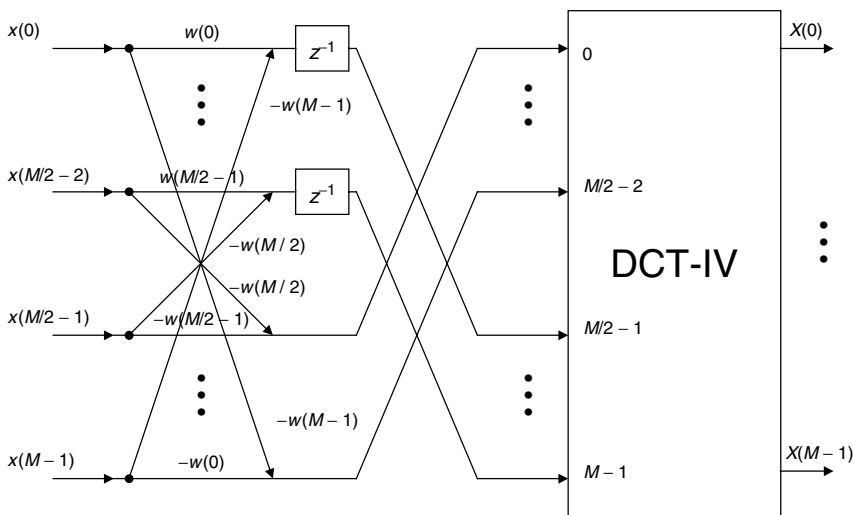 x(0) w(0) z⁻¹ 0 X(0)
−w(M − 1)
x(M/2 − 2) w(M/2 − 1) z⁻¹ M/2 − 2
−w(M / 2)
DCT-IV
−w(M / 2)
x(M/2 − 1) −w(M/2 − 1) M/2 − 1
−w(M − 1)
x(M − 1) −w(0) M − 1 X(M − 1)